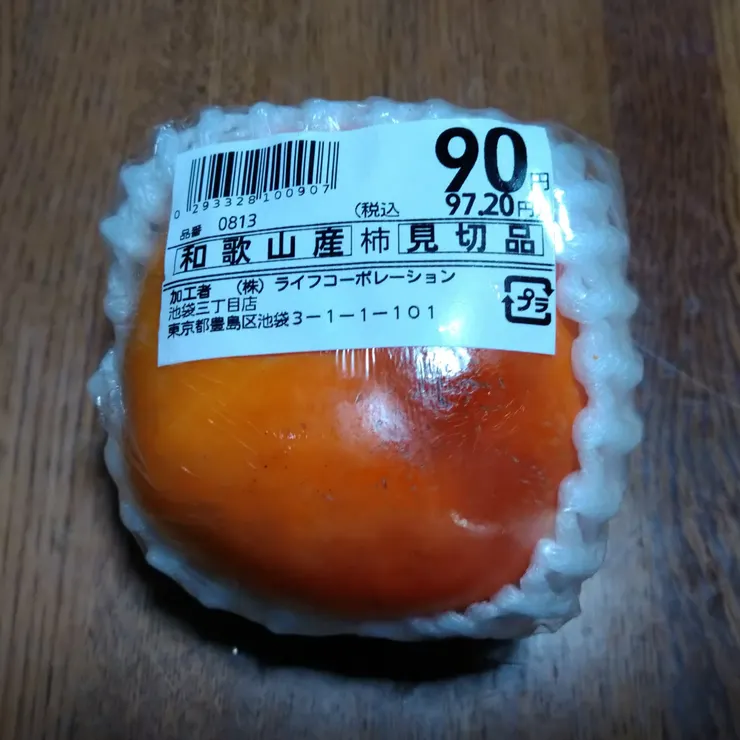 90円
0 293328 100907
(税込 97.20円)
品番 0813
和歌山産 柿 見切品
加工者 (株)ライフコーポレーション
池袋三丁目店
東京都豊島区池袋3-1-1-101
プラ